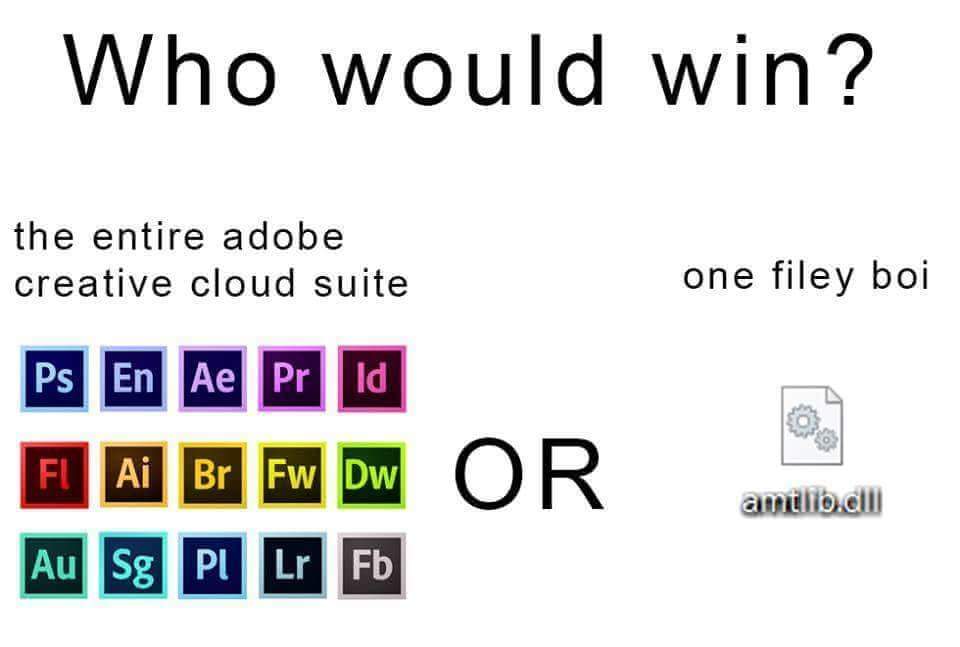 Who would win?
the entire adobe
creative cloud suite
one filey boi
Ps En Ae Pr Id
Fl Ai Br Fw Dw
OR
amtlib.dll
Au Sg Pl Lr Fb